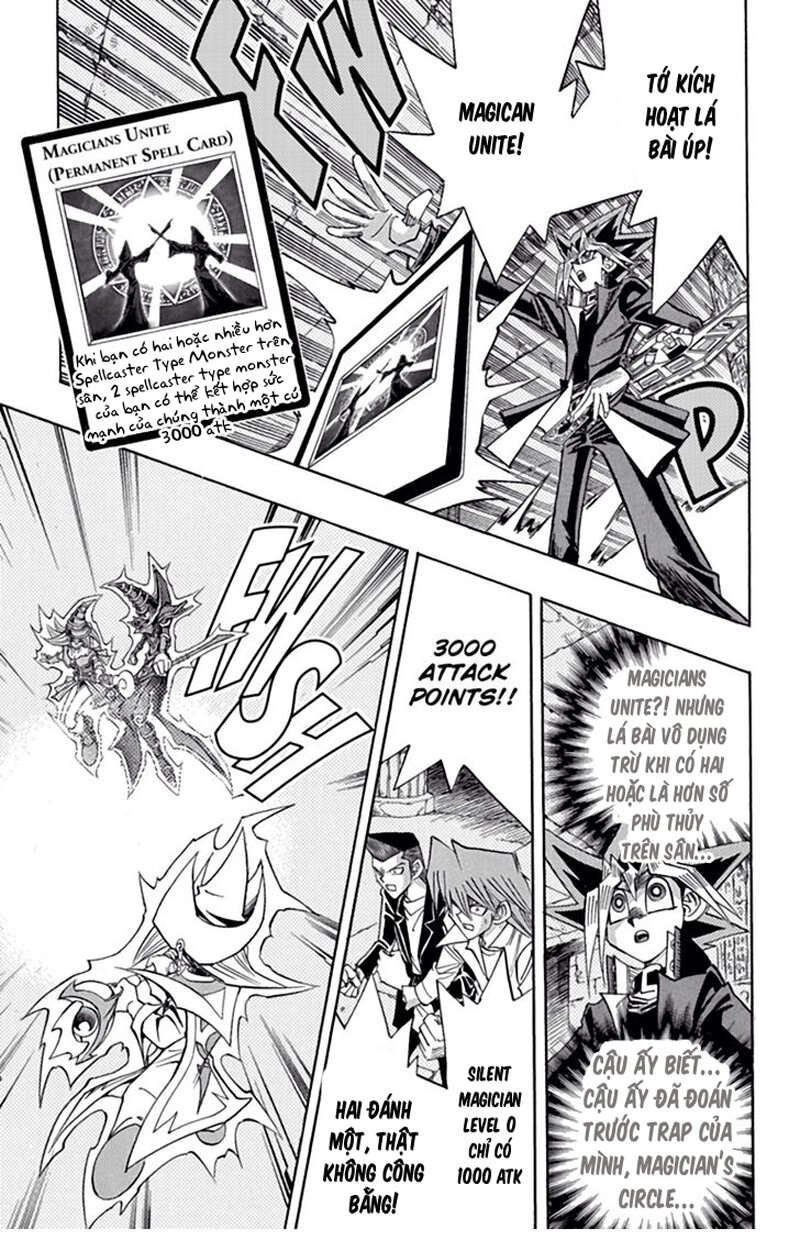 TỚ KÍCH
HOẠT LÁ
BÀI ÚP!
MAGICAN
UNITE!
FWIP
MAGICIANS UNITE
(PERMANENT SPELL CARD)
Khi bạn có hai hoặc nhiều hơn
Spellcaster Type Monster trên
sân, 2 spellcaster type monster
của bạn có thể kết hợp sức
mạnh của chúng thành một có
3000 atk
MAGICIANS
UNITE?! NHƯNG
LÁ BÀI VÔ DỤNG
TRỪ KHI CÓ HAI
HOẶC LÀ HƠN SỐ
PHÙ THỦY
TRÊN SÂN...
CẬU ẤY BIẾT...
CẬU ẤY ĐÃ ĐOÁN
TRƯỚC TRAP CỦA
MÌNH, MAGICIAN'S
CIRCLE...
3000
ATTACK
POINTS!!
SILENT
MAGICIAN
LEVEL 0
CHỈ CÓ
1000 ATK
HAI ĐÁNH
MỘT, THẬT
KHÔNG CÔNG
BẰNG!
FWSH